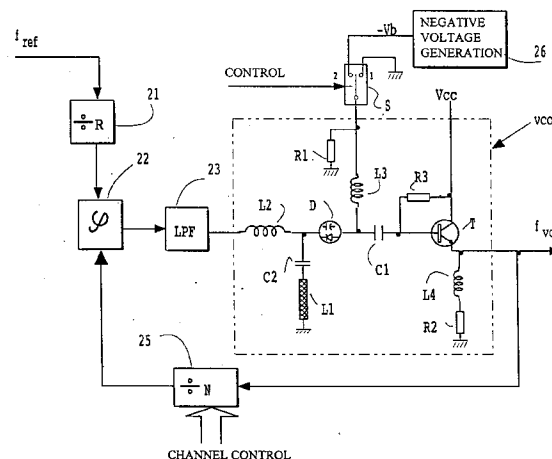 NEGATIVE
VOLTAGE
GENERATION
26
-Vb
f ref
CONTROL
2
1
S
21
÷ R
Vcc
vco
R1
L3
R3
22
23
φ
LPF
L2
D
C1
T
C2
L1
L4
R2
f vco
25
÷ N
CHANNEL CONTROL